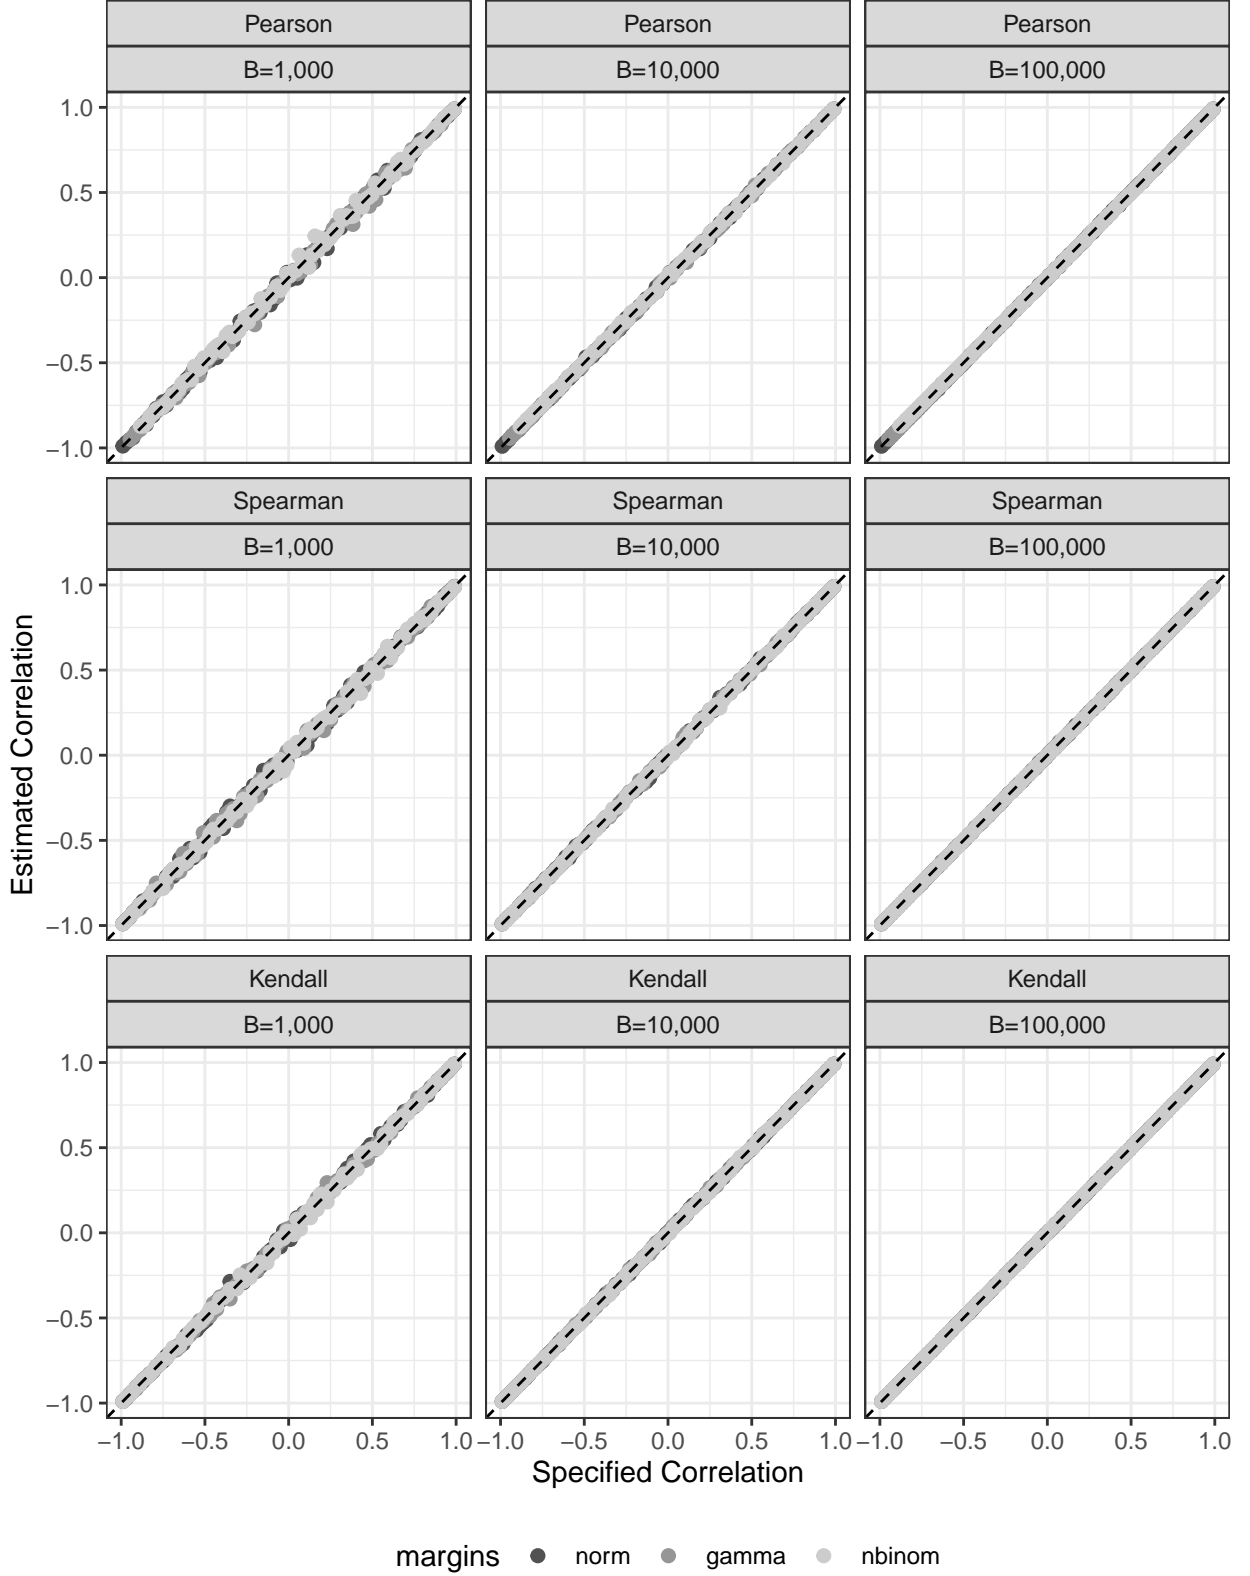 Pearson Pearson Pearson
B=1,000 B=10,000 B=100,000
1.0
0.5
0.0
−0.5
−1.0
Spearman Spearman Spearman
B=1,000 B=10,000 B=100,000
1.0
0.5
0.0
−0.5
−1.0
Estimated Correlation
Kendall Kendall Kendall
B=1,000 B=10,000 B=100,000
1.0
0.5
0.0
−0.5
−1.0
−1.0 −0.5 0.0 0.5 1.0 −1.0 −0.5 0.0 0.5 1.0 −1.0 −0.5 0.0 0.5 1.0
Specified Correlation
margins norm gamma nbinom